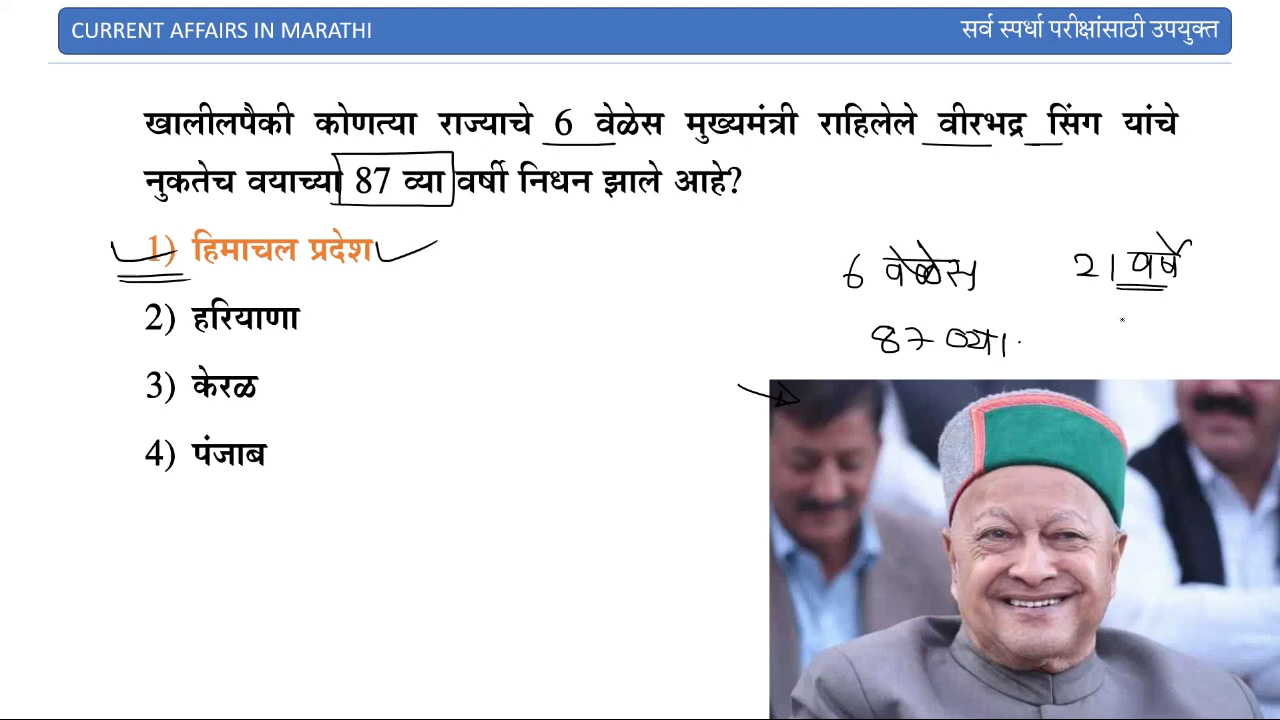 CURRENT AFFAIRS IN MARATHI
सर्व स्पर्धा परीक्षांसाठी उपयुक्त
खालीलपैकी कोणत्या राज्याचे 6 वेळेस मुख्यमंत्री राहिलेले वीरभद्र सिंग यांचे
नुकतेच वयाच्या 87 व्या वर्षी निधन झाले आहे?
1) हिमाचल प्रदेश
2) हरियाणा
3) केरळ
4) पंजाब
6 वेळेस 21 वर्षे
87 व्या